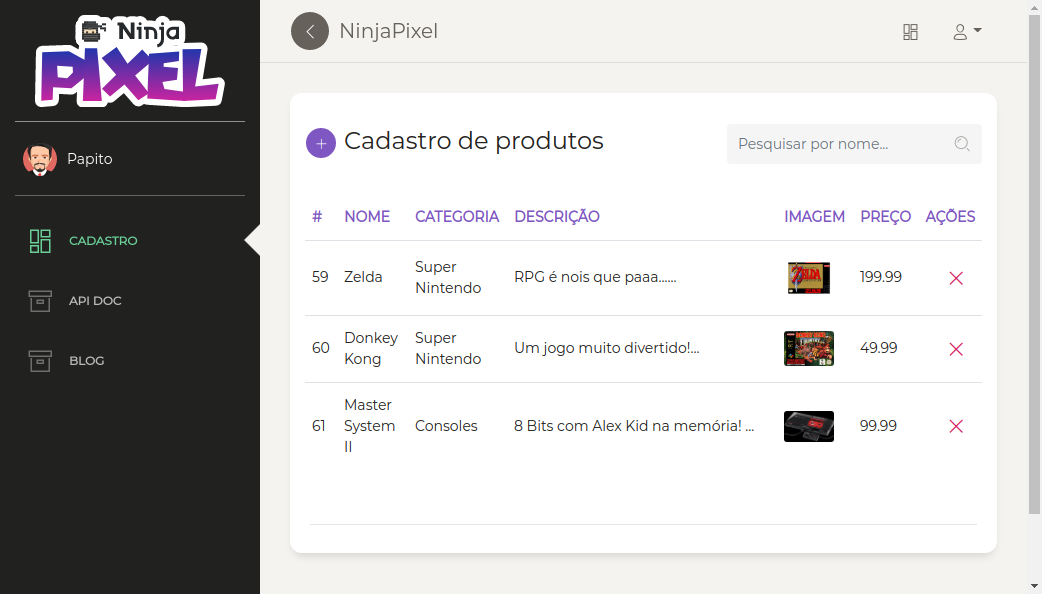 Ninja
PIXEL
NinjaPixel
Papito
CADASTRO
API DOC
BLOG
+ Cadastro de produtos
Pesquisar por nome...
# NOME CATEGORIA DESCRIÇÃO IMAGEM PREÇO AÇÕES
59 Zelda Super Nintendo RPG é nois que paaa...... ZELDA 199.99
60 Donkey Kong Super Nintendo Um jogo muito divertido!... 49.99
61 Master System II Consoles 8 Bits com Alex Kid na memória! ... 99.99